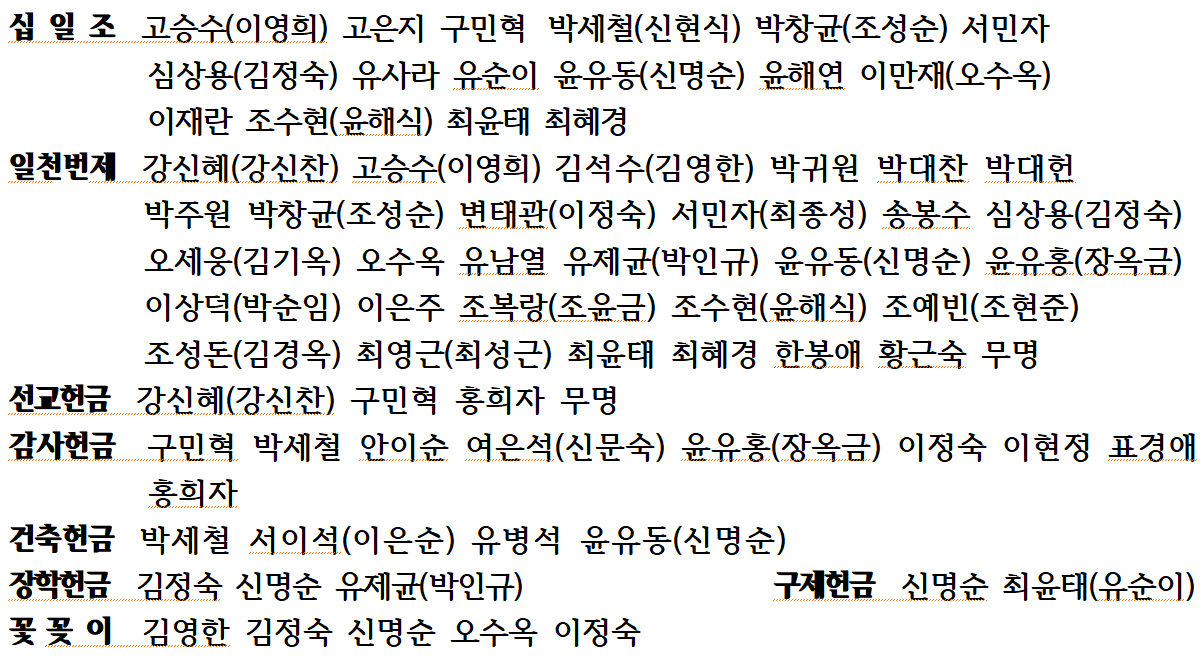 십 일 조 고승수(이영희) 고은지 구민혁 박세철(신현식) 박창균(조성순) 서민자
심상용(김정숙) 유사라 유순이 윤유동(신명순) 윤해연 이만재(오수옥)
이재란 조수현(윤해식) 최윤태 최혜경
일천번제 강신혜(강신찬) 고승수(이영희) 김석수(김영한) 박귀원 박대찬 박대헌
박주원 박창균(조성순) 변태관(이정숙) 서민자(최종성) 송봉수 심상용(김정숙)
오세웅(김기옥) 오수옥 유남열 유제균(박인규) 윤유동(신명순) 윤유홍(장옥금)
이상덕(박순임) 이은주 조복랑(조윤금) 조수현(윤해식) 조예빈(조현준)
조성돈(김경옥) 최영근(최성근) 최윤태 최혜경 한봉애 황근숙 무명
선교헌금 강신혜(강신찬) 구민혁 홍희자 무명
감사헌금 구민혁 박세철 안이순 여은석(신문숙) 윤유홍(장옥금) 이정숙 이현정 표경애
홍희자
건축헌금 박세철 서이석(이은순) 유병석 윤유동(신명순)
장학헌금 김정숙 신명순 유제균(박인규) 구제헌금 신명순 최윤태(유순이)
꽃 꽂 이 김영한 김정숙 신명순 오수옥 이정숙